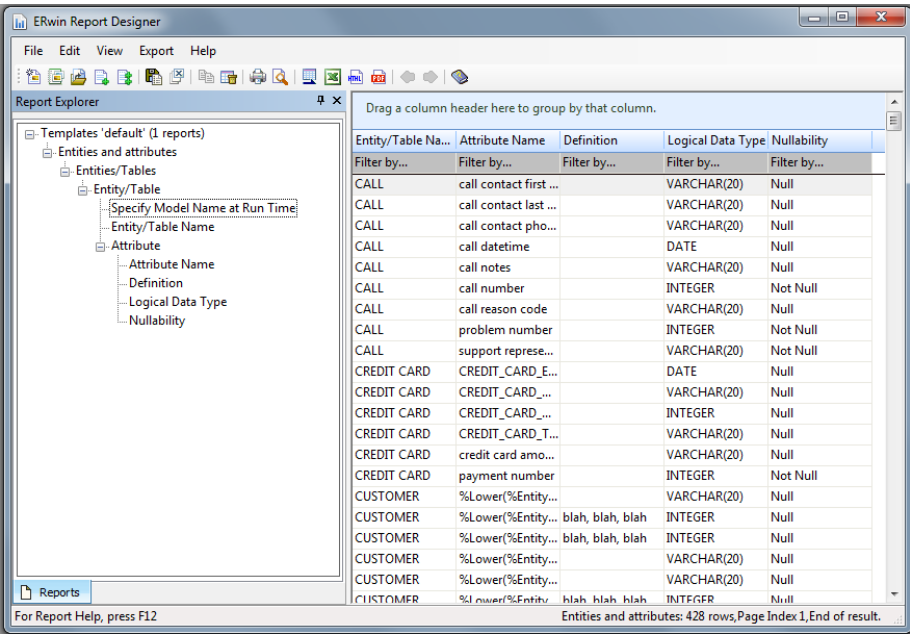 ERwin Report Designer
File Edit View Export Help
Report Explorer
Templates 'default' (1 reports)
Entities and attributes
Entities/Tables
Entity/Table
Specify Model Name at Run Time
Entity/Table Name
Attribute
Attribute Name
Definition
Logical Data Type
Nullability
Reports
Drag a column header here to group by that column.
Entity/Table Na... Attribute Name Definition Logical Data Type Nullability
Filter by... Filter by... Filter by... Filter by... Filter by...
CALL call contact first ... VARCHAR(20) Null
CALL call contact last ... VARCHAR(20) Null
CALL call contact pho... VARCHAR(20) Null
CALL call datetime DATE Null
CALL call notes VARCHAR(20) Null
CALL call number INTEGER Not Null
CALL call reason code VARCHAR(20) Null
CALL problem number INTEGER Not Null
CALL support represe... VARCHAR(20) Not Null
CREDIT CARD CREDIT_CARD_E... DATE Null
CREDIT CARD CREDIT_CARD_... VARCHAR(20) Null
CREDIT CARD CREDIT_CARD_... INTEGER Null
CREDIT CARD CREDIT_CARD_T... VARCHAR(20) Null
CREDIT CARD credit card amo... VARCHAR(20) Null
CREDIT CARD payment number INTEGER Not Null
CUSTOMER %Lower(%Entity... VARCHAR(20) Null
CUSTOMER %Lower(%Entity... blah, blah, blah INTEGER Null
CUSTOMER %Lower(%Entity... blah, blah, blah INTEGER Null
CUSTOMER %Lower(%Entity... VARCHAR(20) Null
CUSTOMER %Lower(%Entity... VARCHAR(20) Null
CUSTOMER %Lower(%Entity... blah, blah, blah INTEGER Null
For Report Help, press F12
Entities and attributes: 428 rows,Page Index 1,End of result.